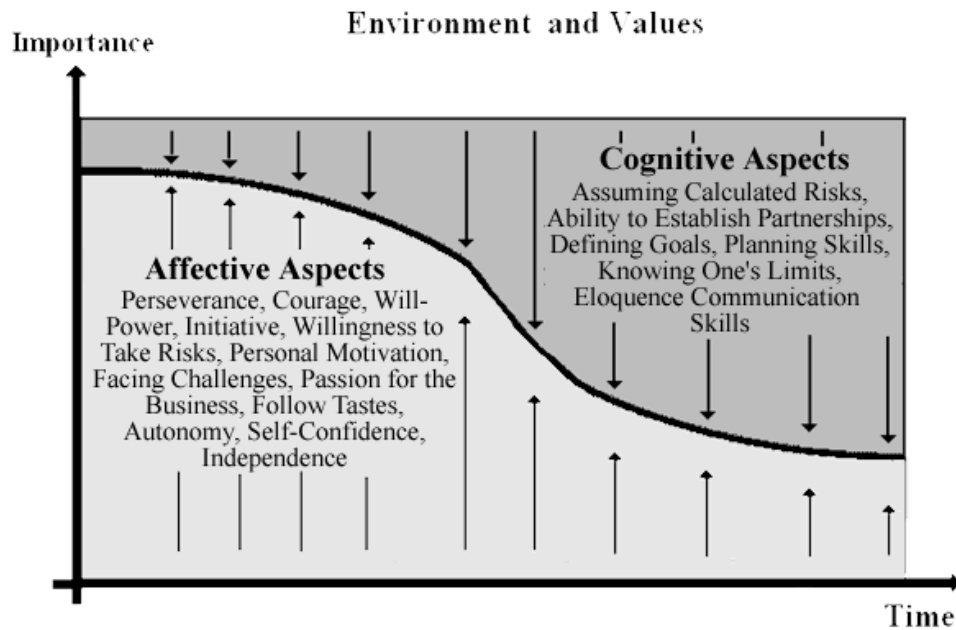 Environment and Values
Importance
Cognitive Aspects
Assuming Calculated Risks,
Ability to Establish Partnerships,
Defining Goals, Planning Skills,
Knowing One's Limits,
Eloquence Communication
Skills
Affective Aspects
Perseverance, Courage, Will-
Power, Initiative, Willingness to
Take Risks, Personal Motivation,
Facing Challenges, Passion for the
Business, Follow Tastes,
Autonomy, Self-Confidence,
Independence
Time